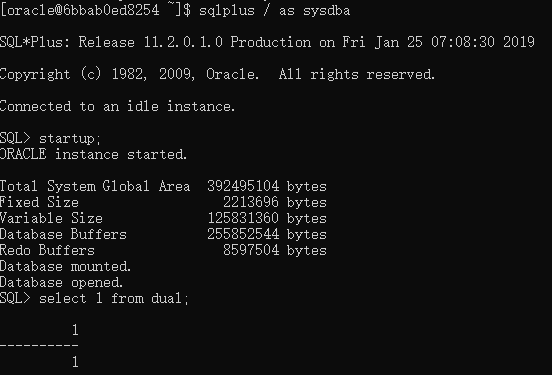 [oracle@6bbab0ed8254 ~]$ sqlplus / as sysdba
SQL*Plus: Release 11.2.0.1.0 Production on Fri Jan 25 07:08:30 2019
Copyright (c) 1982, 2009, Oracle.  All rights reserved.
Connected to an idle instance.
SQL> startup;
ORACLE instance started.
Total System Global Area  392495104 bytes
Fixed Size                  2213696 bytes
Variable Size             125831360 bytes
Database Buffers          255852544 bytes
Redo Buffers                8597504 bytes
Database mounted.
Database opened.
SQL> select 1 from dual;
         1
----------
         1